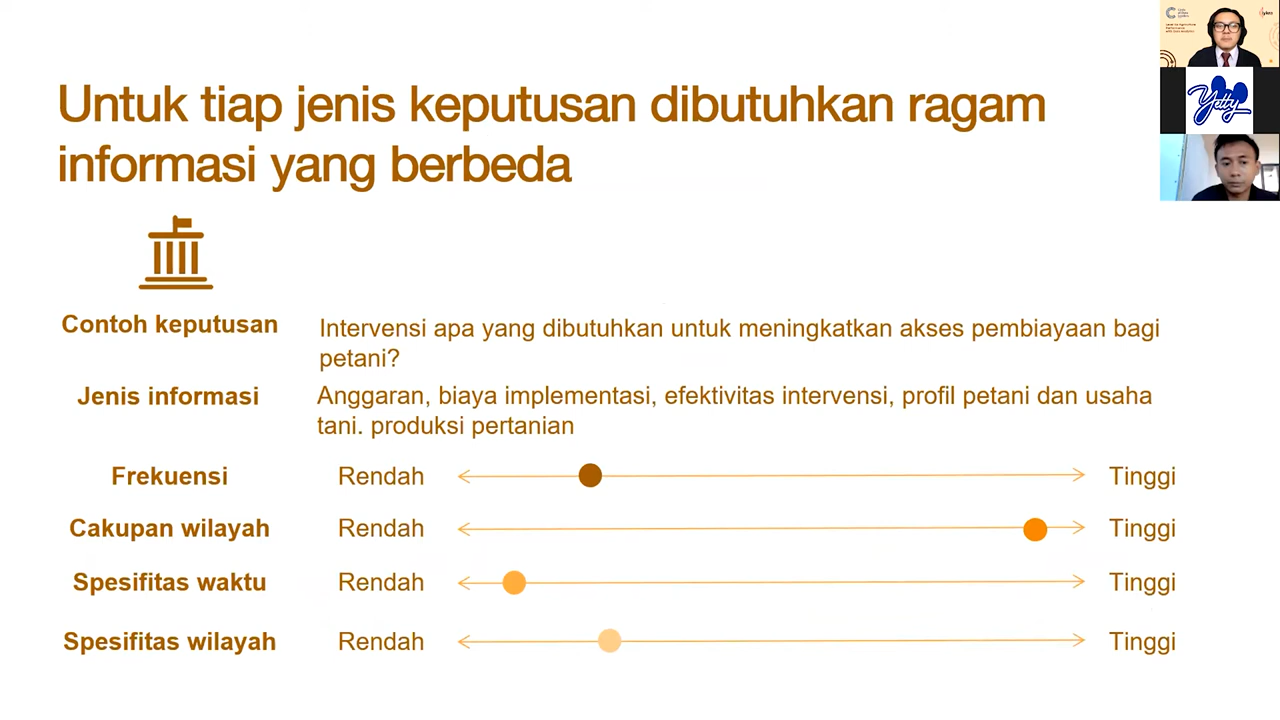 Untuk tiap jenis keputusan dibutuhkan ragam
informasi yang berbeda
Contoh keputusan
Intervensi apa yang dibutuhkan untuk meningkatkan akses pembiayaan bagi
petani?
Jenis informasi
Anggaran, biaya implementasi, efektivitas intervensi, profil petani dan usaha
tani. produksi pertanian
Frekuensi Rendah Tinggi
Cakupan wilayah Rendah Tinggi
Spesifitas waktu Rendah Tinggi
Spesifitas wilayah Rendah Tinggi
Yetty